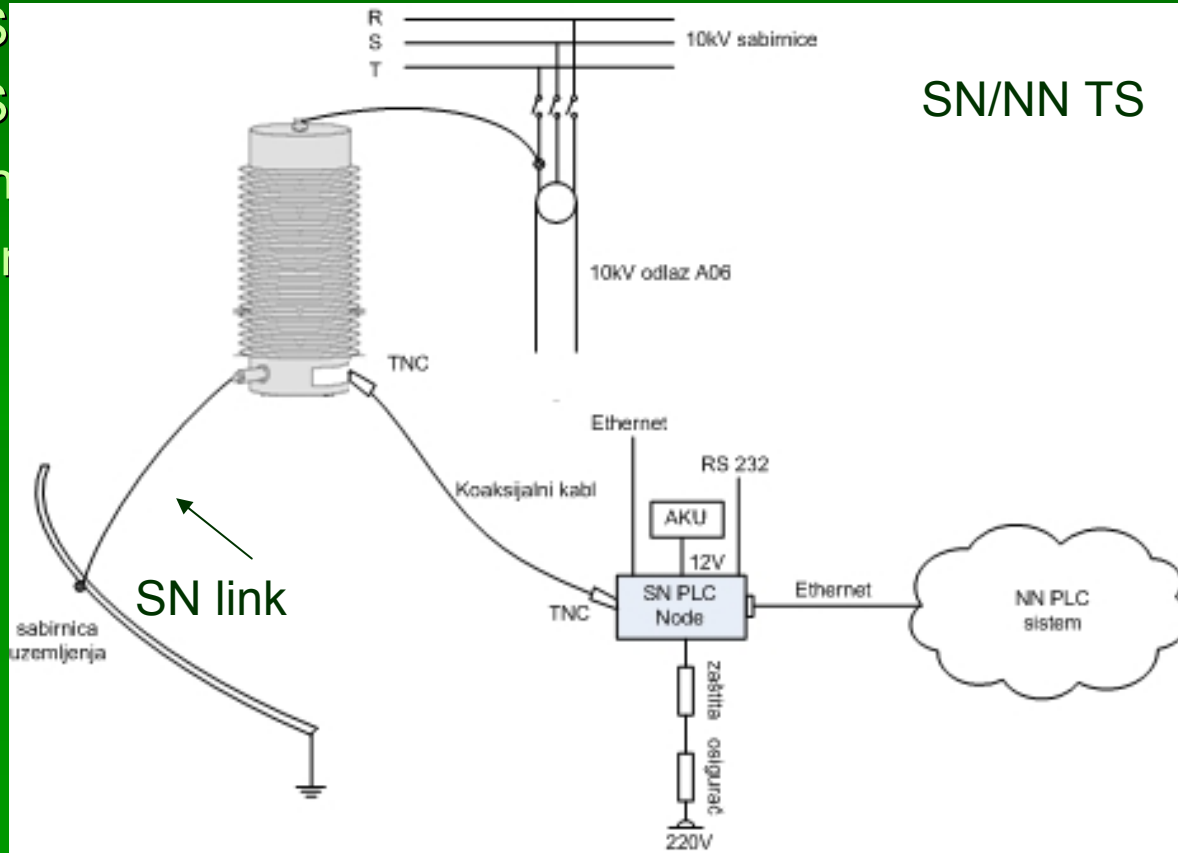 R
S
10kV sabirnice
T
SN/NN TS
10kV odlaz A06
TNC
Ethernet
RS 232
Koaksijalni kabl
AKU
12V
SN PLC
Node
Ethernet
NN PLC
sistem
TNC
SN link
sabirnica
uzemljenja
zaštita
osigurač
220V